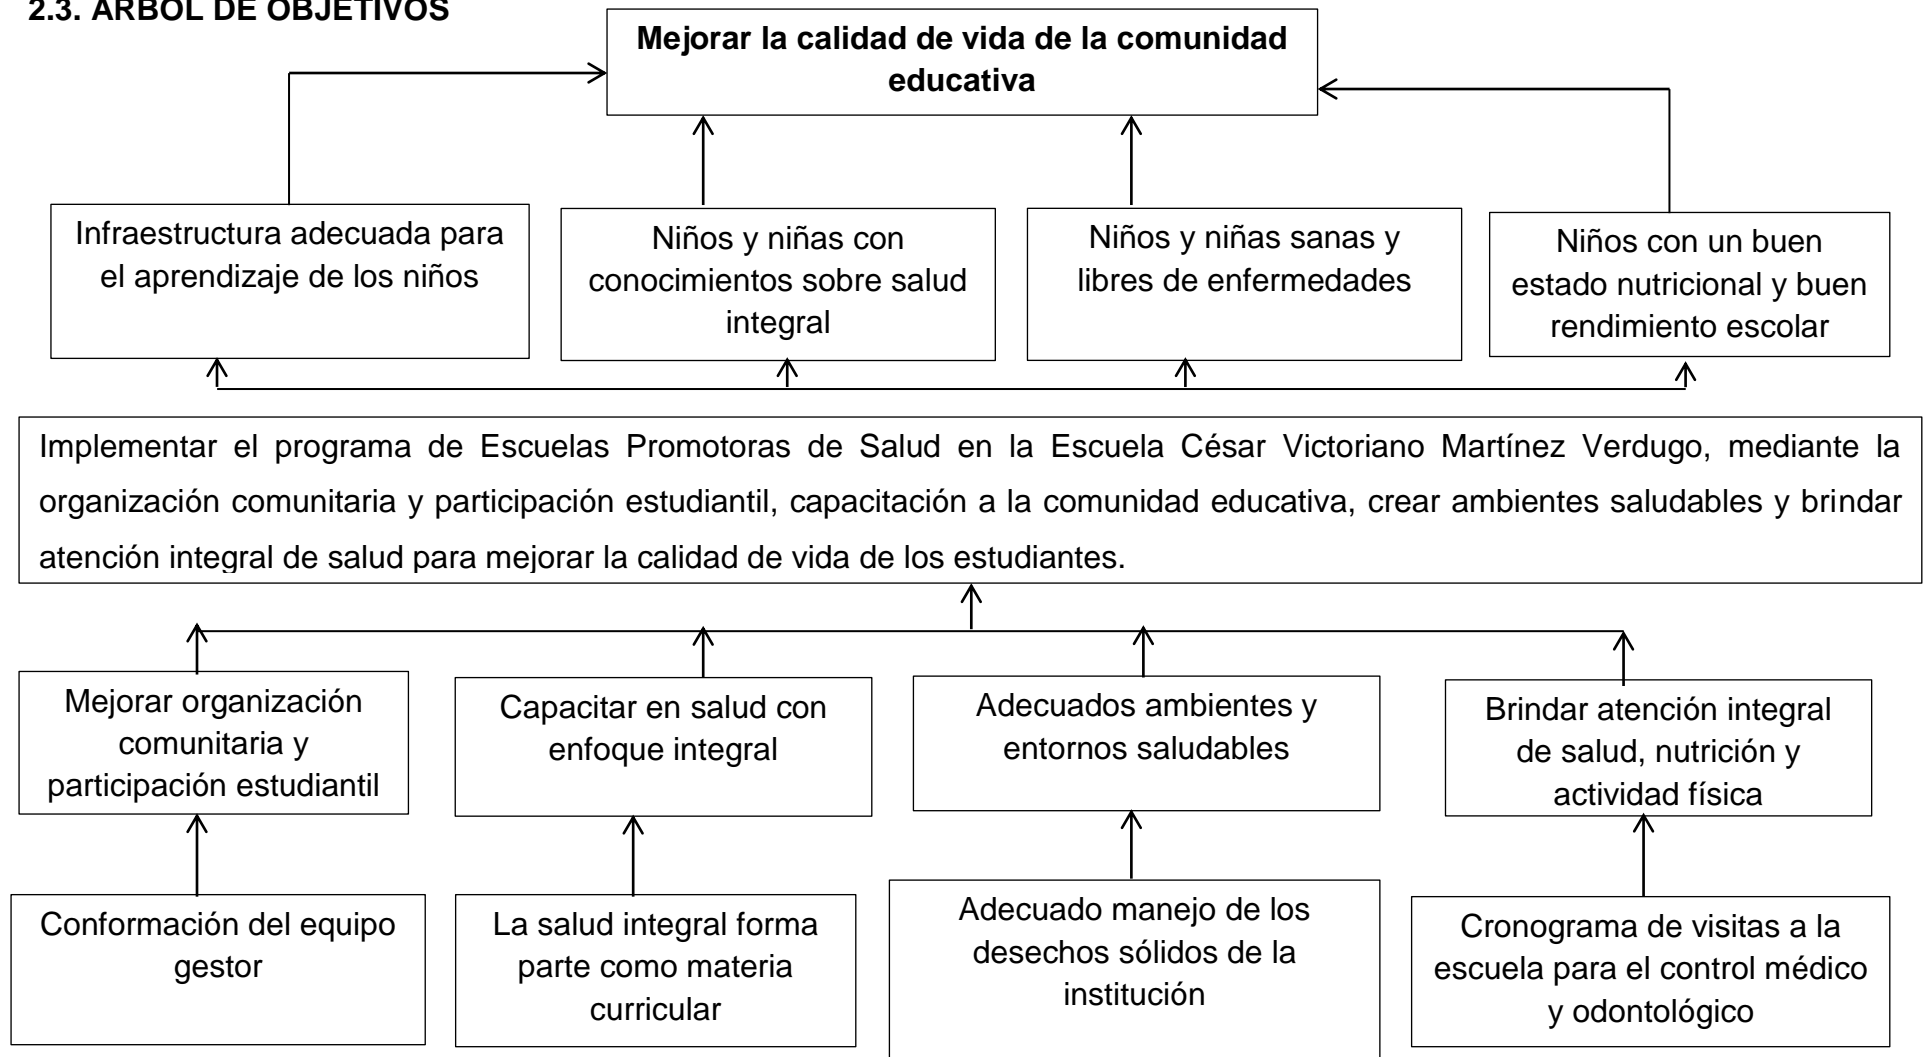 2.3. ÁRBOL DE OBJETIVOS
Mejorar la calidad de vida de la comunidad
educativa
Infraestructura adecuada para
el aprendizaje de los niños
Niños y niñas con
conocimientos sobre salud
integral
Niños y niñas sanas y
libres de enfermedades
Niños con un buen
estado nutricional y buen
rendimiento escolar
Implementar el programa de Escuelas Promotoras de Salud en la Escuela César Victoriano Martínez Verdugo, mediante la
organización comunitaria y participación estudiantil, capacitación a la comunidad educativa, crear ambientes saludables y brindar
atención integral de salud para mejorar la calidad de vida de los estudiantes.
Mejorar organización
comunitaria y
participación estudiantil
Capacitar en salud con
enfoque integral
Adecuados ambientes y
entornos saludables
Brindar atención integral
de salud, nutrición y
actividad física
Conformación del equipo
gestor
La salud integral forma
parte como materia
curricular
Adecuado manejo de los
desechos sólidos de la
institución
Cronograma de visitas a la
escuela para el control médico
y odontológico